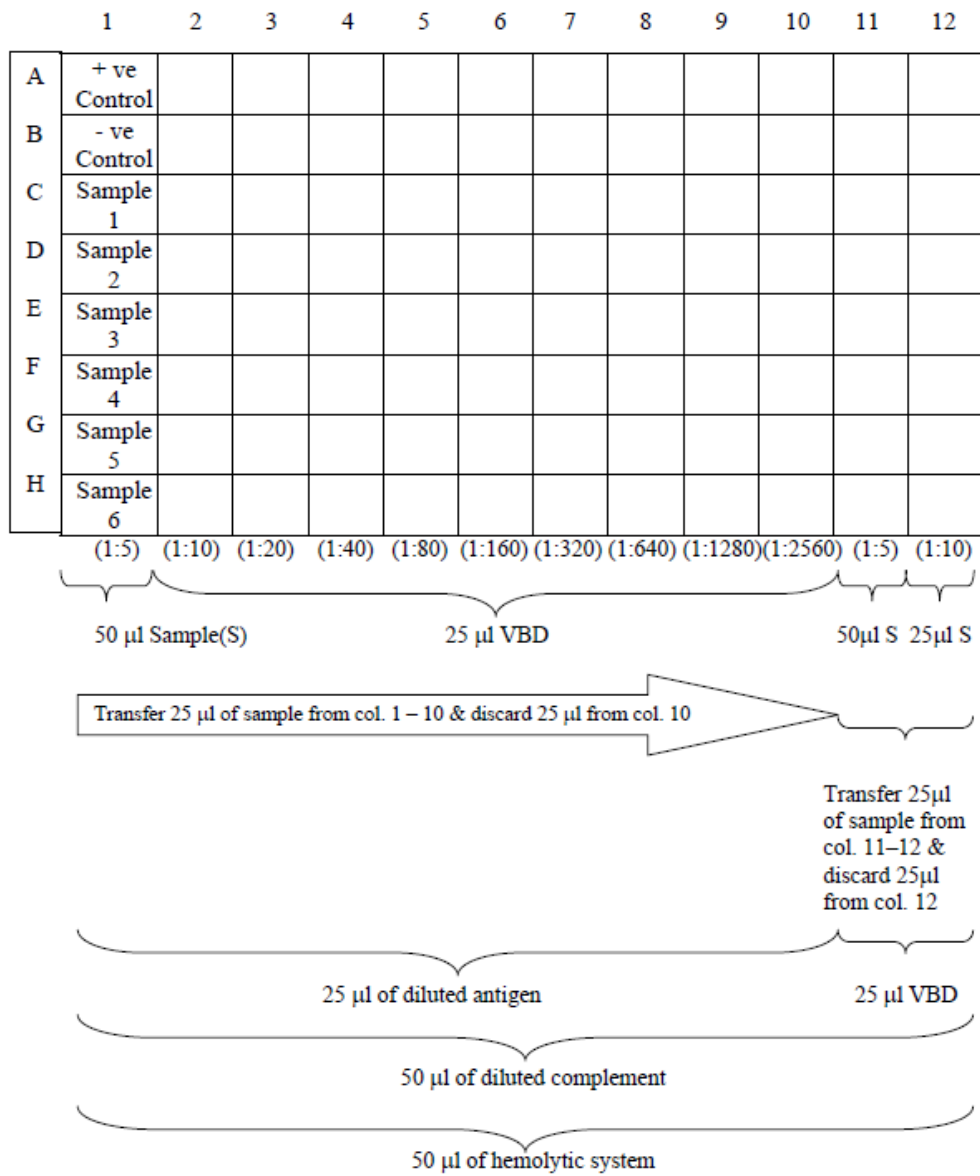 1 2 3 4 5 6 7 8 9 10 11 12
A + ve
Control
B - ve
Control
C Sample
1
D Sample
2
E Sample
3
F Sample
4
G Sample
5
H Sample
6
(1:5) (1:10) (1:20) (1:40) (1:80) (1:160) (1:320) (1:640) (1:1280) (1:2560) (1:5) (1:10)
50 µl Sample(S) 25 µl VBD 50µl S 25µl S
Transfer 25 µl of sample from col. 1 – 10 & discard 25 µl from col. 10
Transfer 25µl
of sample from
col. 11–12 &
discard 25µl
from col. 12
25 µl of diluted antigen 25 µl VBD
50 µl of diluted complement
50 µl of hemolytic system